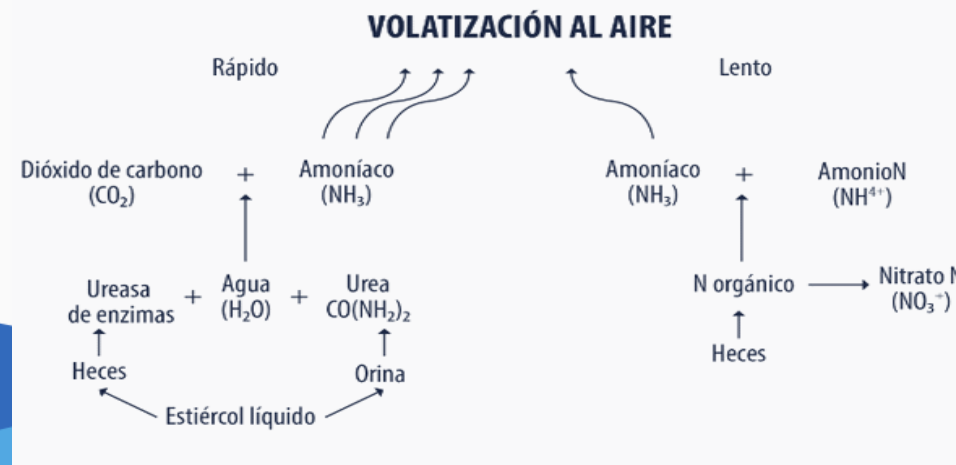 VOLATIZACIÓN AL AIRE
Rápido
Lento
Dióxido de carbono
(CO₂)
+
Amoníaco
(NH₃)
Amoníaco
(NH₃)
+
AmonioN
(NH⁴⁺)
Ureasa
de enzimas
+
Agua
(H₂O)
+
Urea
CO(NH₂)₂
N orgánico
Nitrato N
(NO₃⁻)
Heces
Orina
Heces
Estiércol líquido